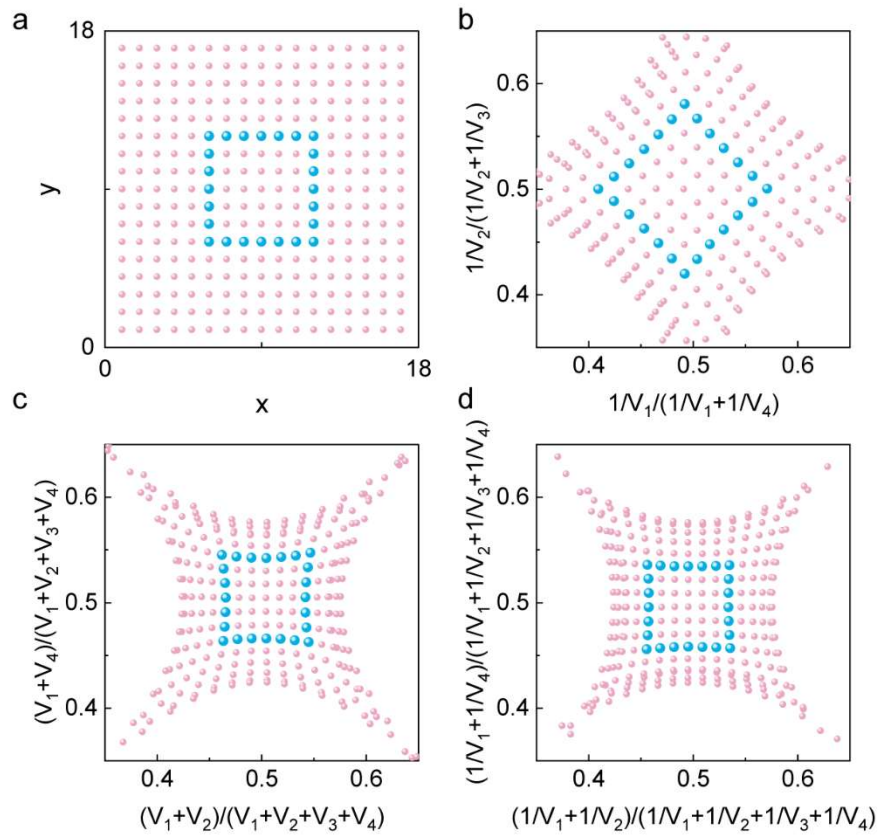 a
18
y
0
0
18
x
b
0.6
0.5
0.4
1/V₂/(1/V₂+1/V₃)
0.4
0.5
0.6
1/V₁/(1/V₁+1/V₄)
c
0.6
0.5
0.4
(V₁+V₄)/(V₁+V₂+V₃+V₄)
0.4
0.5
0.6
(V₁+V₂)/(V₁+V₂+V₃+V₄)
d
0.6
0.5
0.4
(1/V₁+1/V₄)/(1/V₁+1/V₂+1/V₃+1/V₄)
0.4
0.5
0.6
(1/V₁+1/V₂)/(1/V₁+1/V₂+1/V₃+1/V₄)